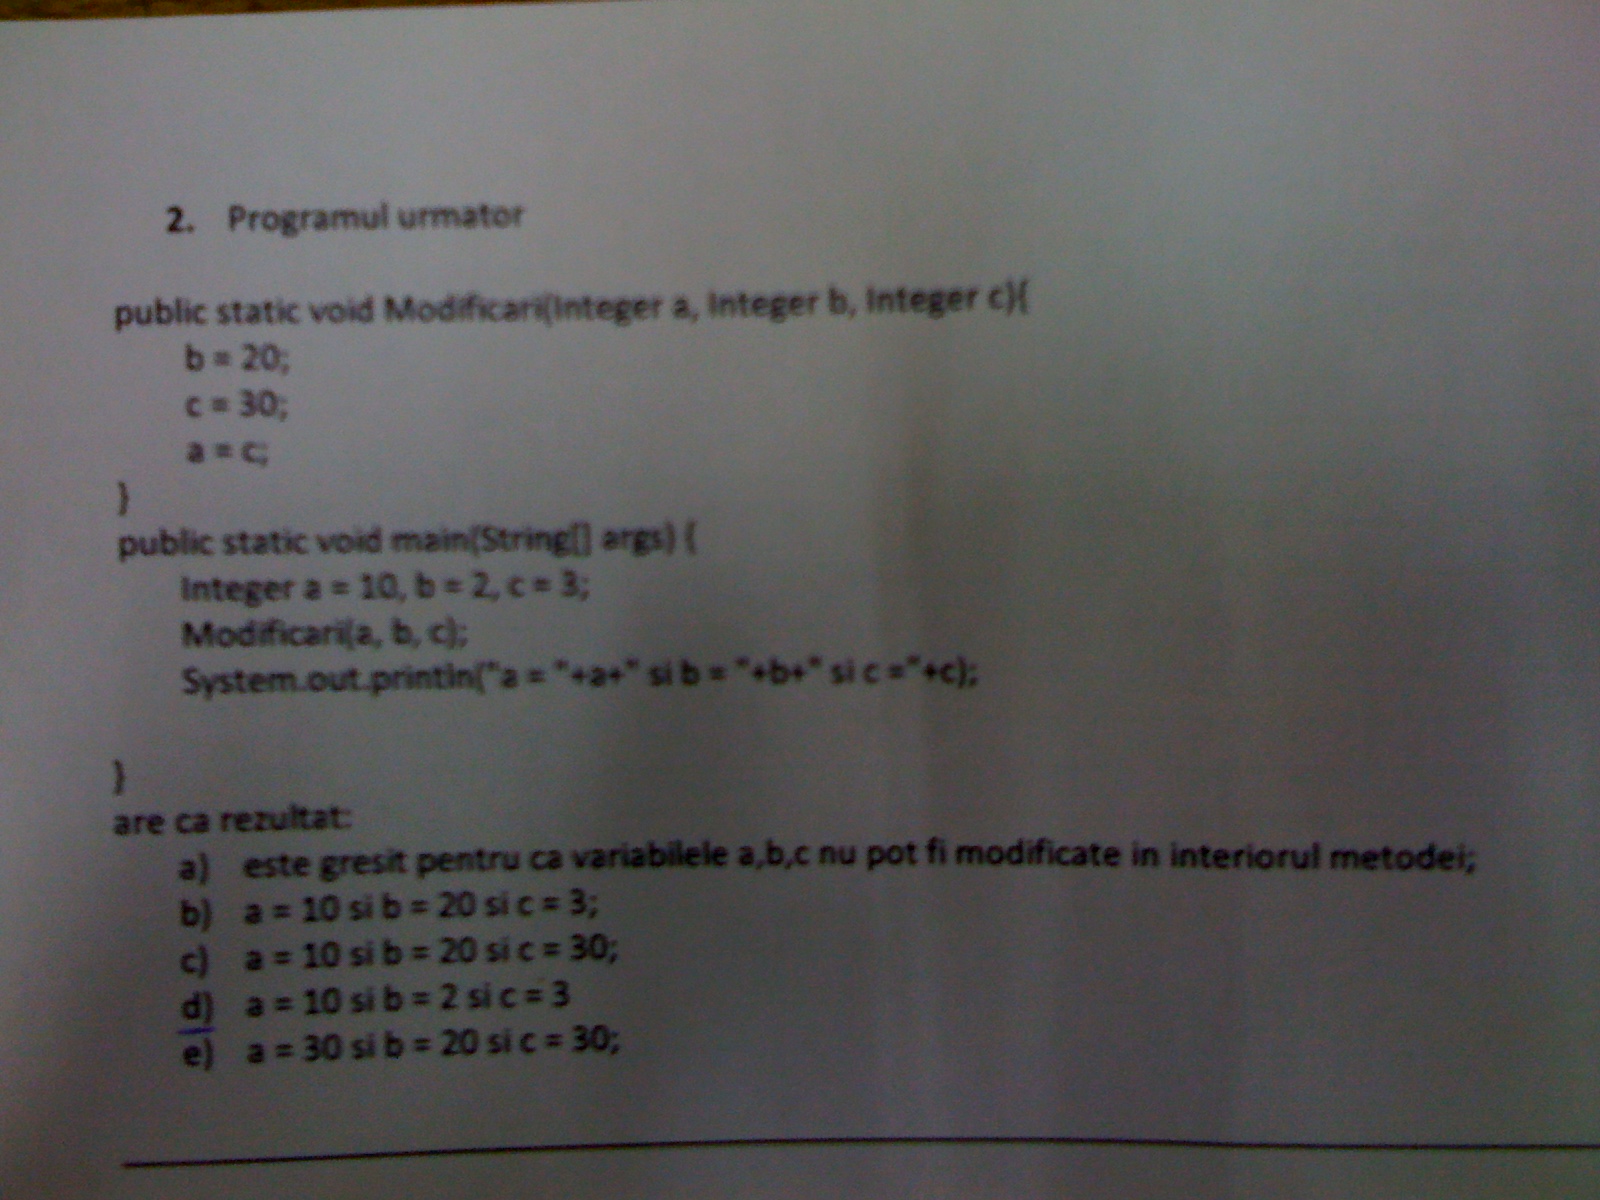 2. Programul urmator
public static void Modificari(Integer a, Integer b, Integer c){
b = 20;
c = 30;
a = c;
}
public static void main(String[] args) {
Integer a = 10, b = 2, c = 3;
Modificari(a, b, c);
System.out.println("a = "+a+" si b = "+b+" si c ="+c);
}
are ca rezultat:
a) este gresit pentru ca variabilele a,b,c nu pot fi modificate in interiorul metodei;
b) a = 10 si b = 20 si c = 3;
c) a = 10 si b = 20 si c = 30;
d) a = 10 si b = 2 si c = 3
e) a = 30 si b = 20 si c = 30;